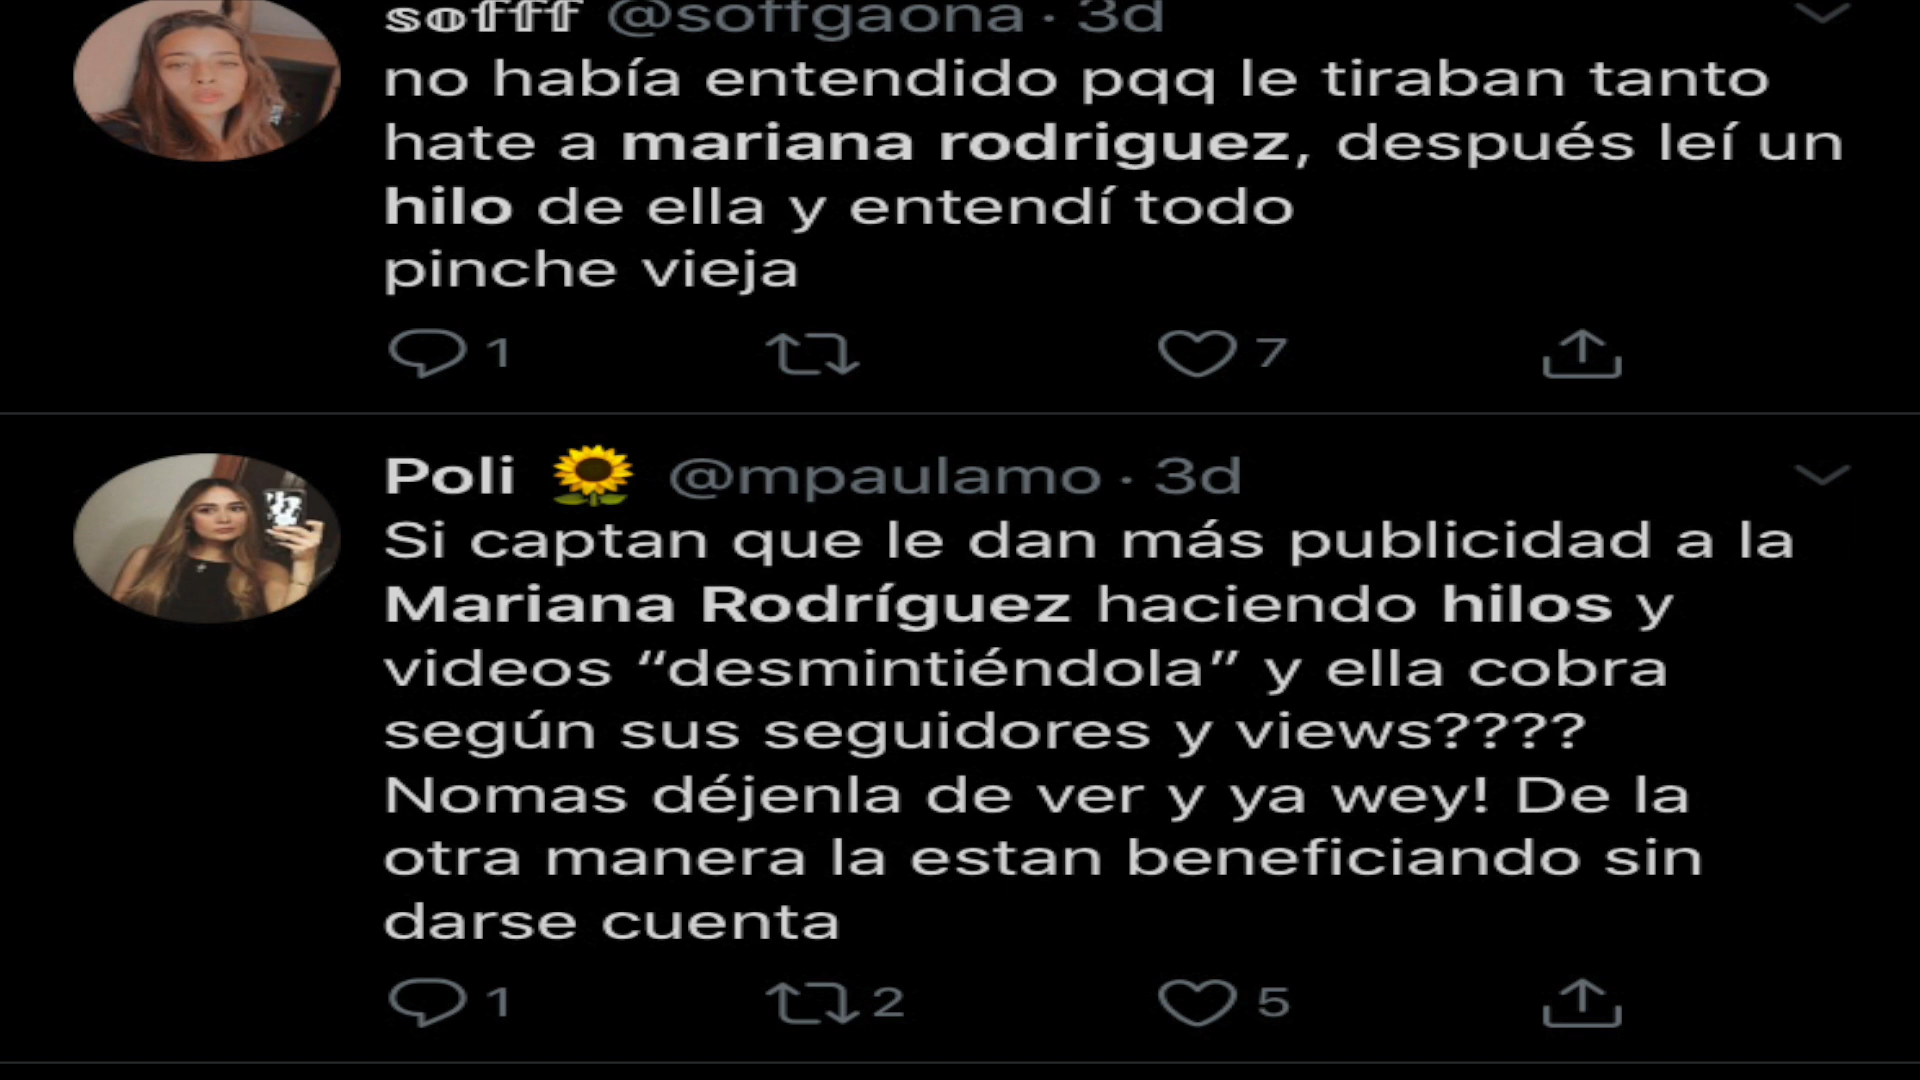 sofff @soffgaona · 3d
no había entendido pqq le tiraban tanto
hate a mariana rodriguez, después leí un
hilo de ella y entendí todo
pinche vieja
1 7
Poli 🌻 @mpaulamo · 3d
Si captan que le dan más publicidad a la
Mariana Rodríguez haciendo hilos y
videos “desmintiéndola” y ella cobra
según sus seguidores y views????
Nomas déjenla de ver y ya wey! De la
otra manera la estan beneficiando sin
darse cuenta
1 2 5